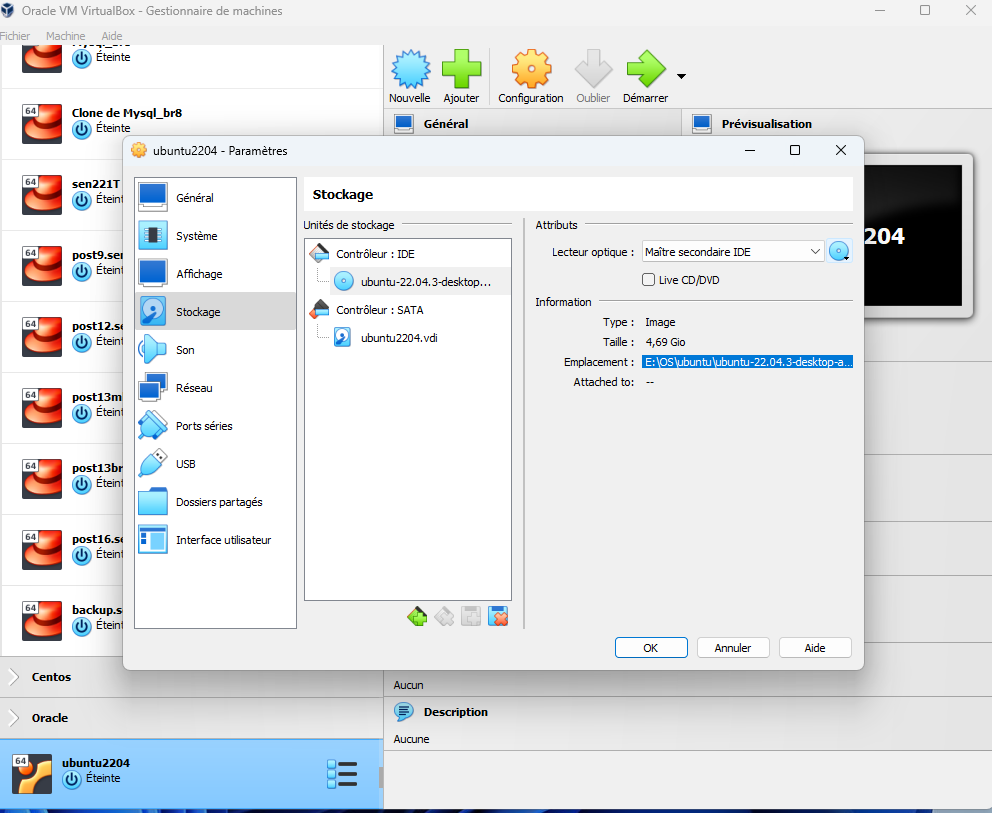 Oracle VM VirtualBox - Gestionnaire de machines
Fichier Machine Aide
Éteinte
64 Clone de Mysql_br8
Éteinte
64 sen221T
Éteint
64 post9.ser
Éteint
64 post12.se
Éteint
64 post13m
Éteint
64 post13br
Éteint
64 post16.se
Éteint
64 backup.s
Éteint
Centos
Oracle
64 ubuntu2204
Éteinte
Nouvelle Ajouter Configuration Oublier Démarrer
Général Prévisualisation
204
ubuntu2204 - Paramètres
Général
Système
Affichage
Stockage
Son
Réseau
Ports séries
USB
Dossiers partagés
Interface utilisateur
Stockage
Unités de stockage
Contrôleur : IDE
ubuntu-22.04.3-desktop...
Contrôleur : SATA
ubuntu2204.vdi
Attributs
Lecteur optique : Maître secondaire IDE
Live CD/DVD
Information
Type : Image
Taille : 4,69 Gio
Emplacement : E:\OS\ubuntu\ubuntu-22.04.3-desktop-a...
Attached to: --
OK Annuler Aide
Aucun
Description
Aucune